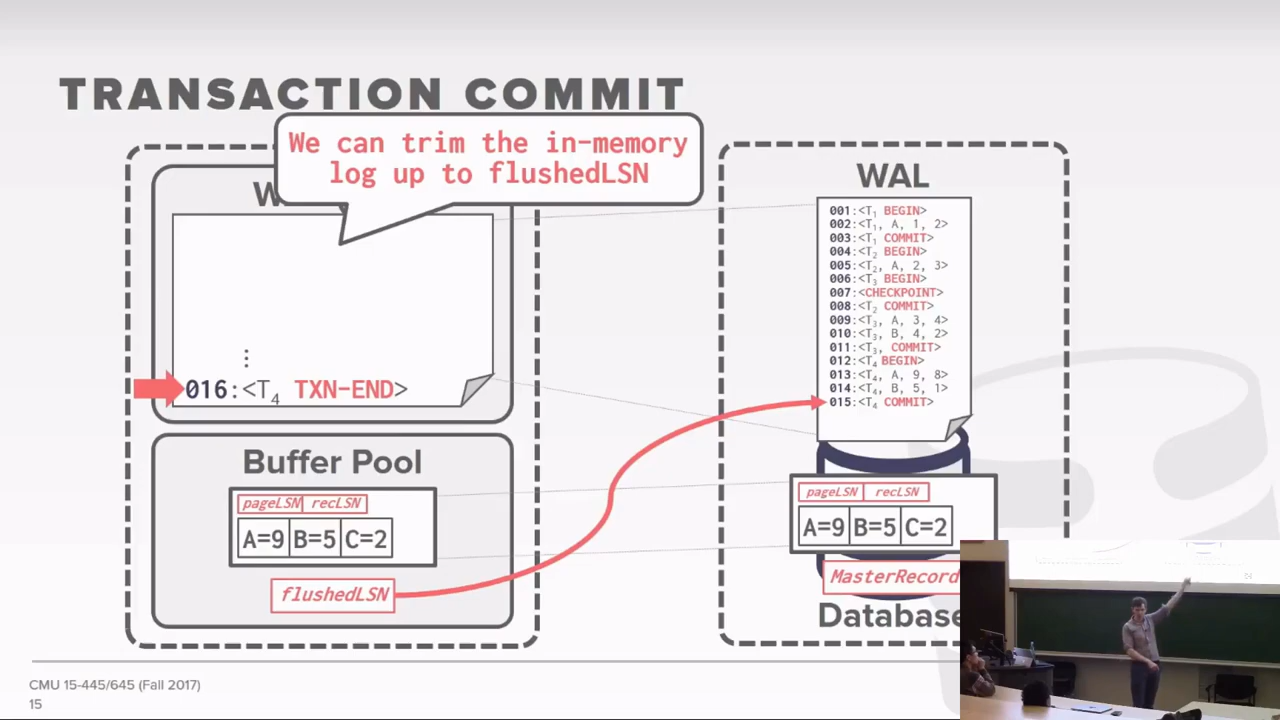 TRANSACTION COMMIT
We can trim the in-memory
log up to flushedLSN
W
⋮
016:<T4 TXN-END>
Buffer Pool
pageLSN recLSN
A=9 B=5 C=2
flushedLSN
WAL
001:<T1 BEGIN>
002:<T1, A, 1, 2>
003:<T1 COMMIT>
004:<T2 BEGIN>
005:<T2, A, 2, 3>
006:<T3 BEGIN>
007:<CHECKPOINT>
008:<T2 COMMIT>
009:<T3, A, 3, 4>
010:<T3, B, 4, 2>
011:<T3, COMMIT>
012:<T4 BEGIN>
013:<T4, A, 9, 8>
014:<T4, B, 5, 1>
015:<T4 COMMIT>
pageLSN recLSN
A=9 B=5 C=2
MasterRecord
Database
CMU 15-445/645 (Fall 2017)
15